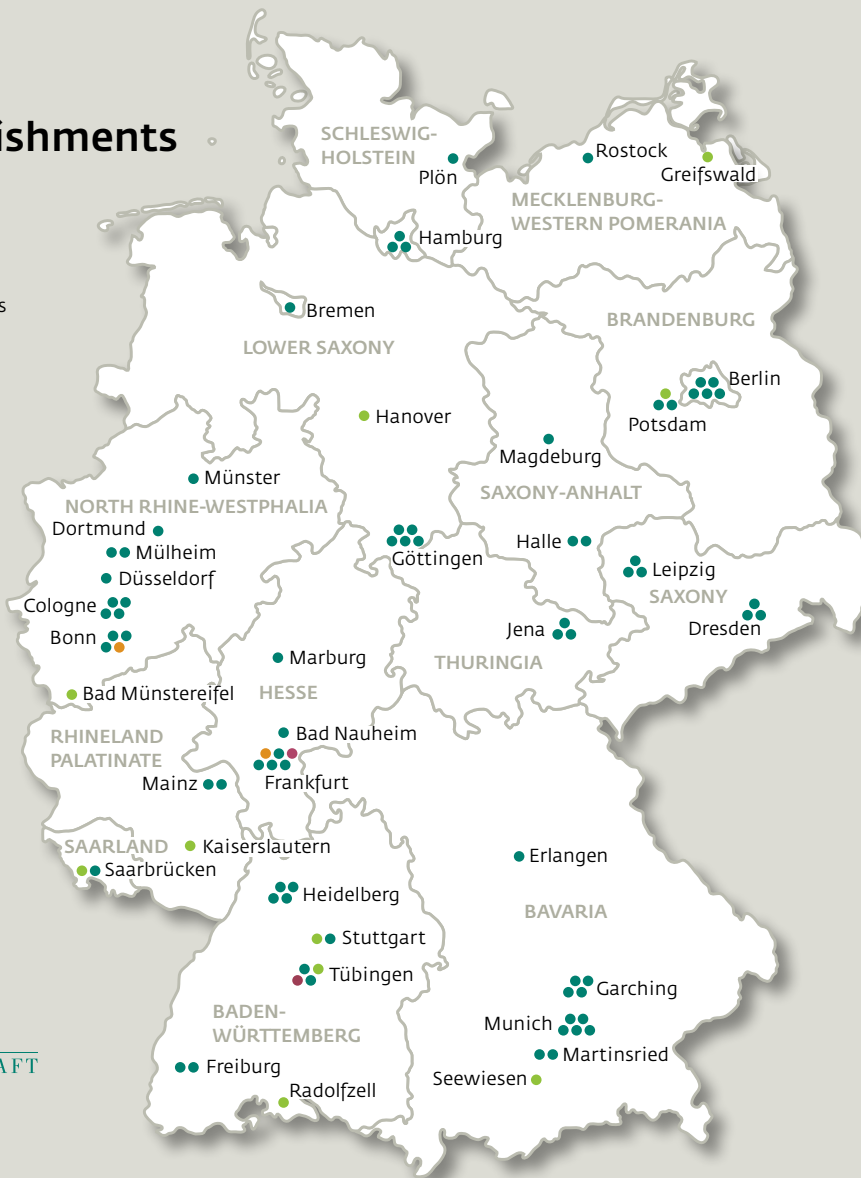 ishments
SCHLESWIG-
HOLSTEIN
Plön
Rostock
Greifswald
MECKLENBURG-
WESTERN POMERANIA
Hamburg
s
Bremen
BRANDENBURG
LOWER SAXONY
Berlin
Hanover
Potsdam
Magdeburg
Münster
SAXONY-ANHALT
NORTH RHINE-WESTPHALIA
Dortmund
Halle
Mülheim
Göttingen
Leipzig
Düsseldorf
SAXONY
Cologne
Dresden
Jena
Bonn
Marburg
THURINGIA
HESSE
Bad Münstereifel
Bad Nauheim
RHINELAND
PALATINATE
Mainz
Frankfurt
SAARLAND
Kaiserslautern
Erlangen
Saarbrücken
Heidelberg
BAVARIA
Stuttgart
Tübingen
Garching
BADEN-
WÜRTTEMBERG
Munich
Martinsried
AFT
Freiburg
Seewiesen
Radolfzell